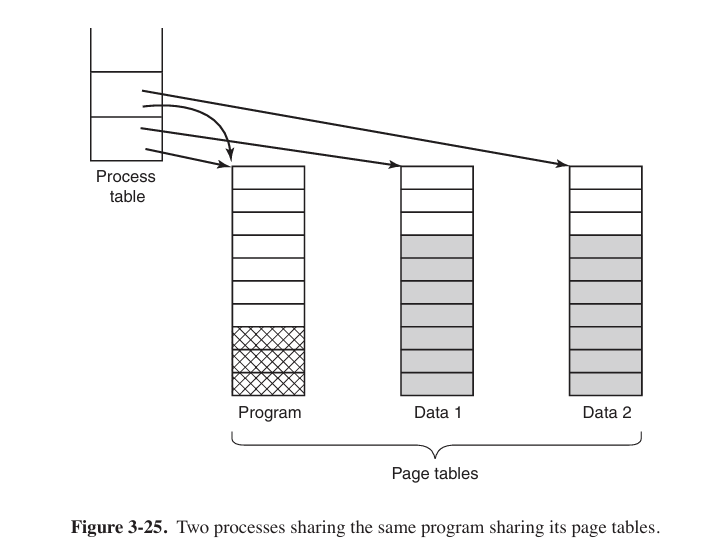 Process
table
Program
Data 1
Data 2
Page tables
Figure 3-25. Two processes sharing the same program sharing its page tables.